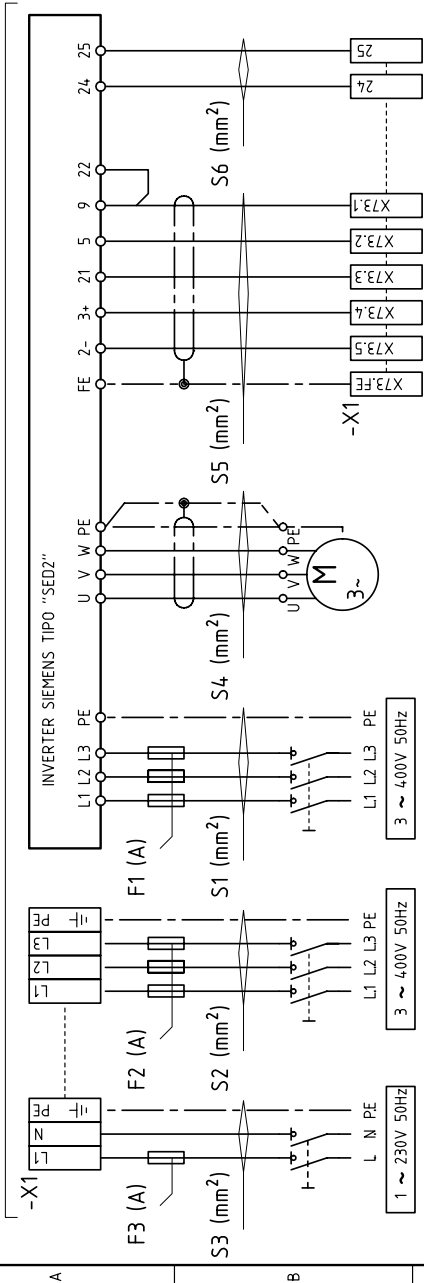 A
B
-X1
L1
N
PE
L1
L2
L3
PE
INVERTER SIEMENS TIPO "SED2"
L1 L2 L3 PE
U V W PE
FE 2- 3+ 21 5 9 22 24 25
F3 (A)
F2 (A)
F1 (A)
S3 (mm²)
S2 (mm²)
S1 (mm²)
S4 (mm²)
S5 (mm²)
S6 (mm²)
U V W PE
M
3~
L N PE
L1 L2 L3 PE
L1 L2 L3 PE
1 ~ 230V 50Hz
3 ~ 400V 50Hz
3 ~ 400V 50Hz
-X1
X73.FE
X73.5
X73.4
X73.3
X73.2
X73.1
24
25